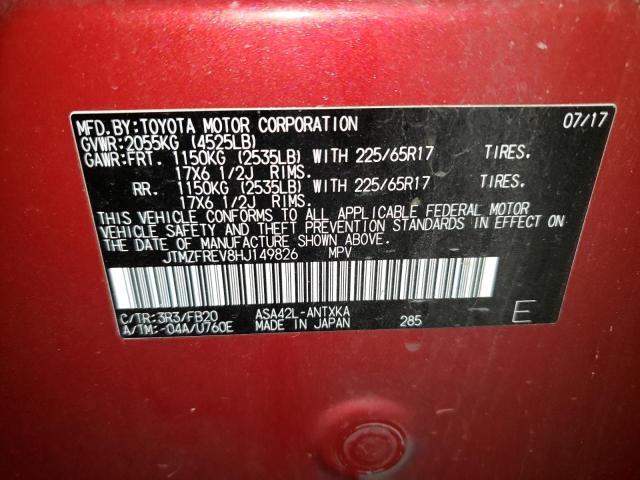 MFD.BY:TOYOTA MOTOR CORPORATION 07/17
GVWR:2055KG (4525LB)
GAWR:FRT. 1150KG (2535LB) WITH 225/65R17 TIRES.
17X6 1/2J RIMS.
RR. 1150KG (2535LB) WITH 225/65R17 TIRES.
17X6 1/2J RIMS.
THIS VEHICLE CONFORMS TO ALL APPLICABLE FEDERAL MOTOR
VEHICLE SAFETY AND THEFT PREVENTION STANDARDS IN EFFECT ON
THE DATE OF MANUFACTURE SHOWN ABOVE.
JTMZFREV8HJ149826 MPV
C/TR:3R3/FB20 ASA42L-ANTXKA
A/TM:-04A/U760E MADE IN JAPAN 285 E